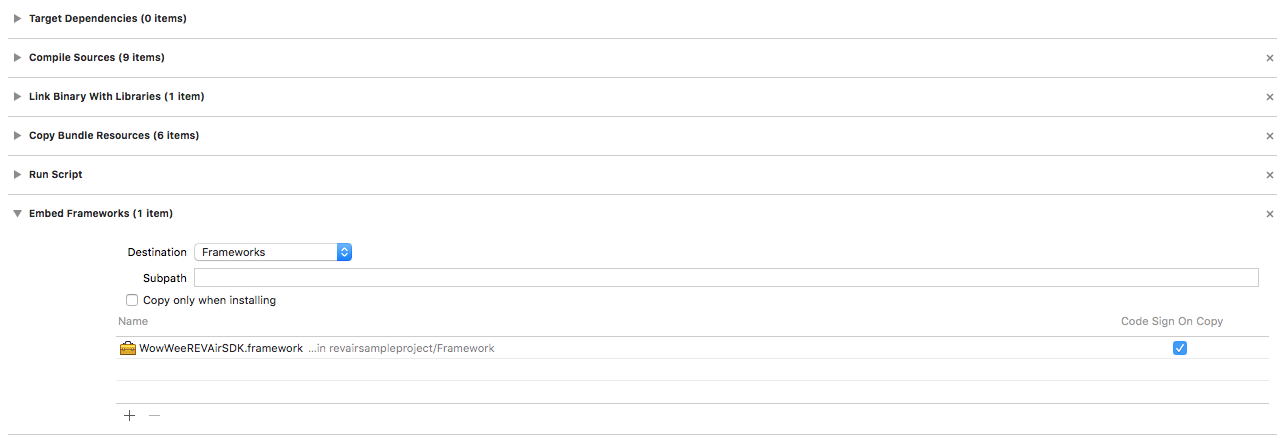 Target Dependencies (0 items)
Compile Sources (9 items)
Link Binary With Libraries (1 item)
Copy Bundle Resources (6 items)
Run Script
Embed Frameworks (1 item)
Destination Frameworks
Subpath
Copy only when installing
Name Code Sign On Copy
WowWeeREVAirSDK.framework ...in revairsampleproject/Framework